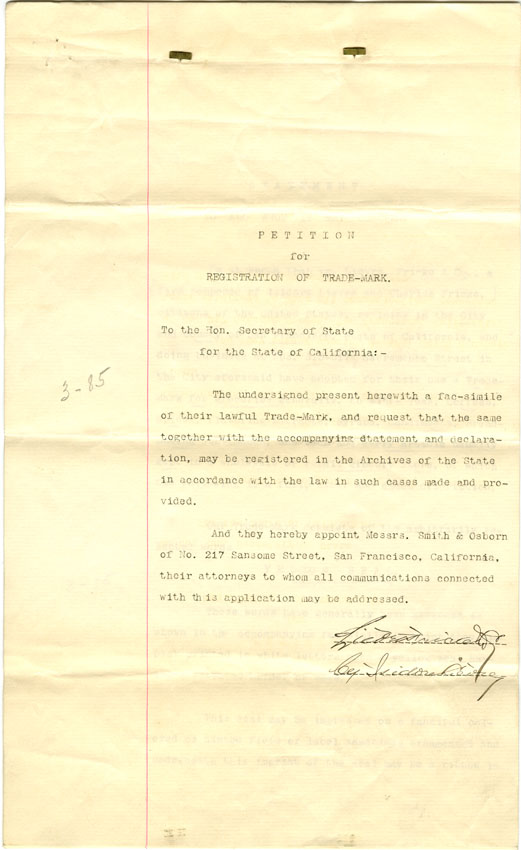 P E T I T I O N
for
REGISTRATION OF TRADE-MARK.
To the Hon. Secretary of State
for the State of California:-
3-85
The undersigned present herewith a fac-simile
of their lawful Trade-Mark, and request that the same
together with the accompanying dtatement and declara-
tion, may be registered in the Archives of the State
in accordance with the law in such cases made and pro-
vided.
And they hereby appoint Messrs. Smith & Osborn
of No. 217 Sansome Street, San Francisco, California,
their attorneys to whom all communications connected
with this application may be addressed.
By Isidor